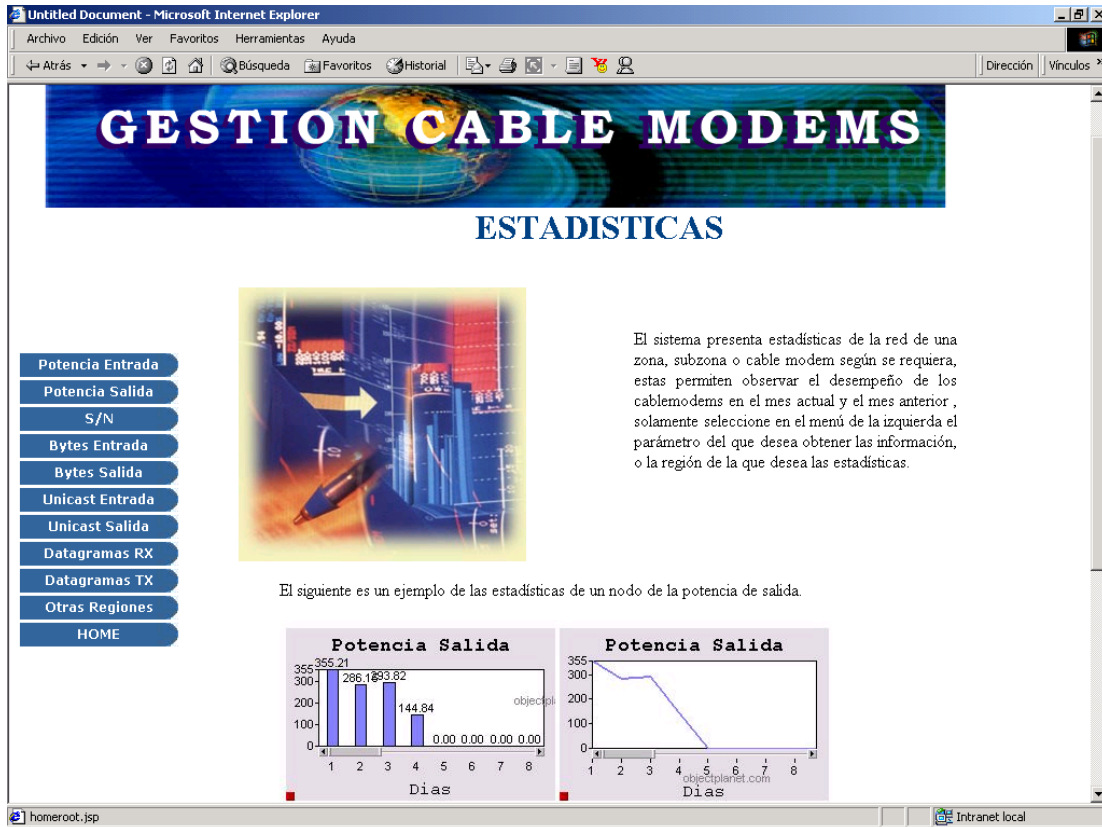 Untitled Document - Microsoft Internet Explorer
Archivo Edición Ver Favoritos Herramientas Ayuda
Atrás Búsqueda Favoritos Historial Dirección Vínculos
GESTION CABLE MODEMS
ESTADISTICAS
Potencia Entrada
Potencia Salida
S/N
Bytes Entrada
Bytes Salida
Unicast Entrada
Unicast Salida
Datagramas RX
Datagramas TX
Otras Regiones
HOME
El sistema presenta estadísticas de la red de una
zona, subzona o cable modem según se requiera,
estas permiten observar el desempeño de los
cablemodems en el mes actual y el mes anterior ,
solamente seleccione en el menú de la izquierda el
parámetro del que desea obtener las información,
o la región de la que desea las estadísticas.
El siguiente es un ejemplo de las estadísticas de un nodo de la potencia de salida.
Potencia Salida
355
300
200
100
0
355.21
293.82
144.84
0.00 0.00 0.00 0.00
objectpl
1 2 3 4 5 6 7 8
Dias
Potencia Salida
355
300
200
100
0
1 2 3 4 5 6 7 8
objectplanet.com
Dias
homeroot.jsp
Intranet local